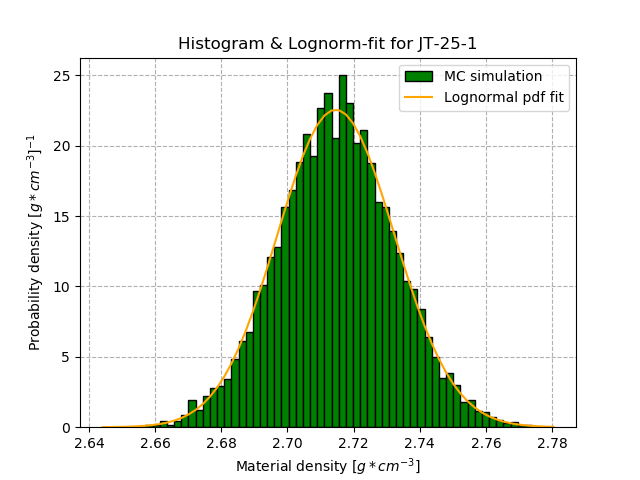 Histogram & Lognorm-fit for JT-25-1
MC simulation
Lognormal pdf fit
Probability density [g * cm⁻³]⁻¹
25
20
15
10
5
0
2.64 2.66 2.68 2.70 2.72 2.74 2.76 2.78
Material density [g * cm⁻³]